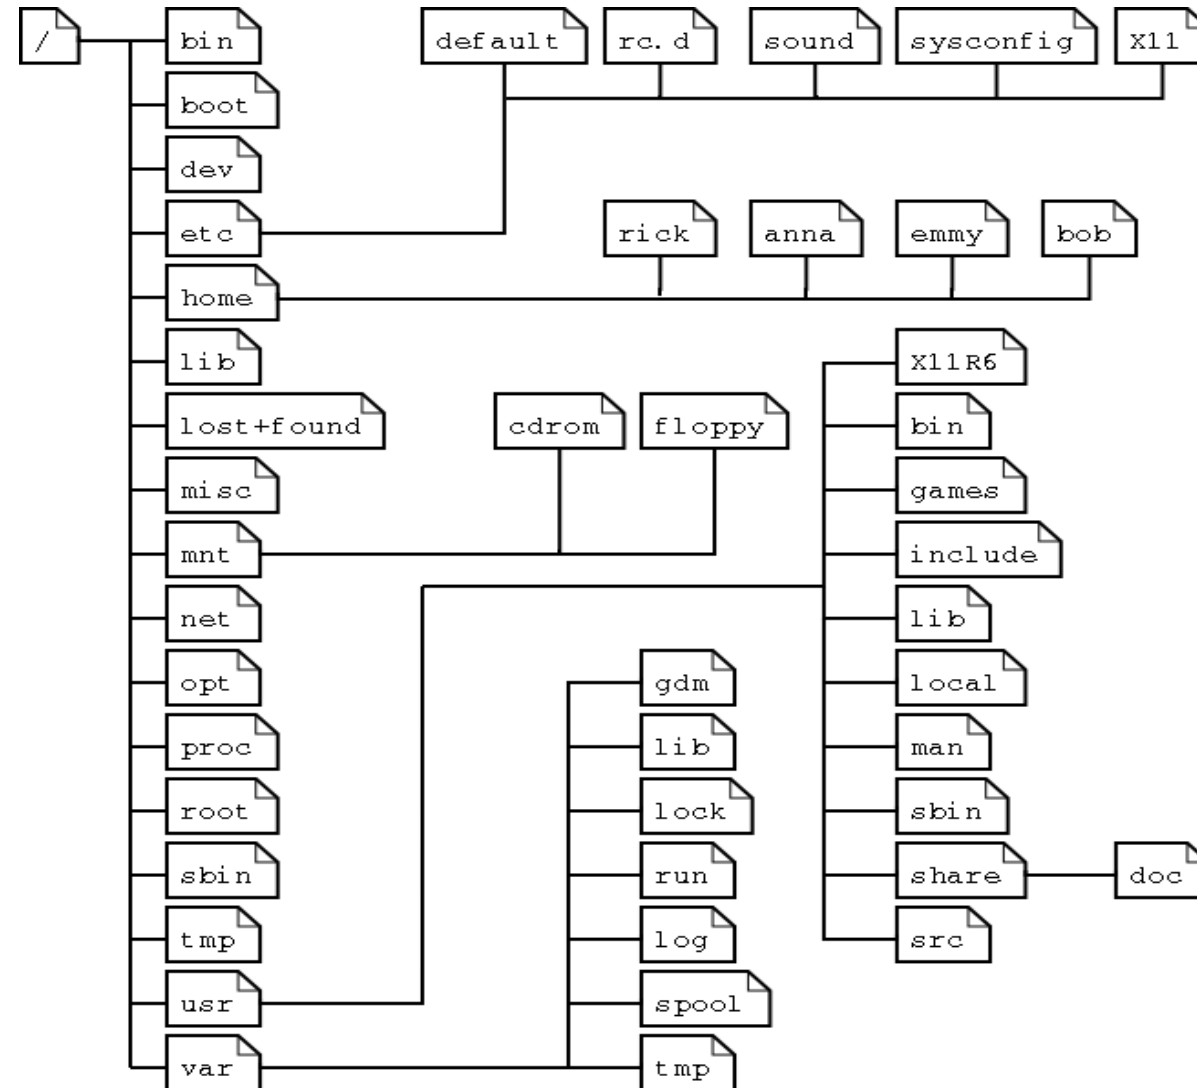 / bin default rc.d sound sysconfig X11
boot
dev
etc rick anna emmy bob
home
lib X11R6
lost+found cdrom floppy bin
misc games
mnt include
net lib
opt gdm local
proc lib man
root lock sbin
sbin run share doc
tmp log src
usr spool
var tmp